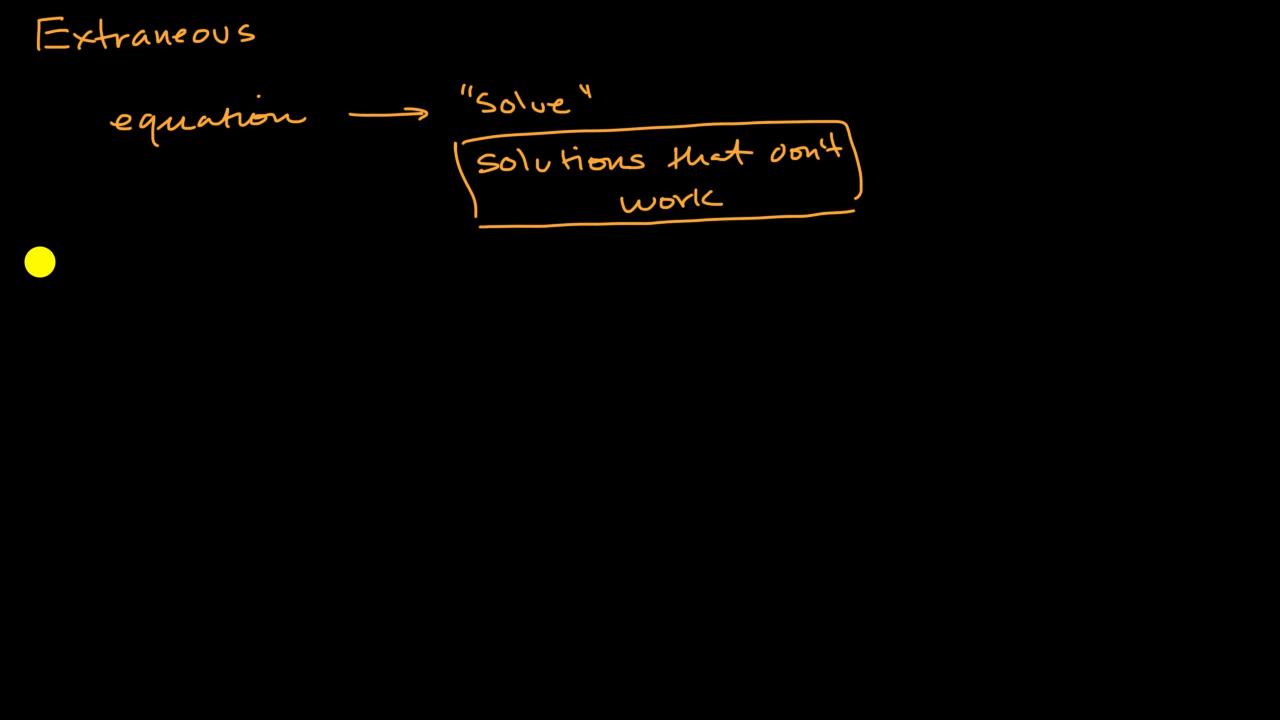 Extraneous
equation → "Solve"
solutions that don't
work